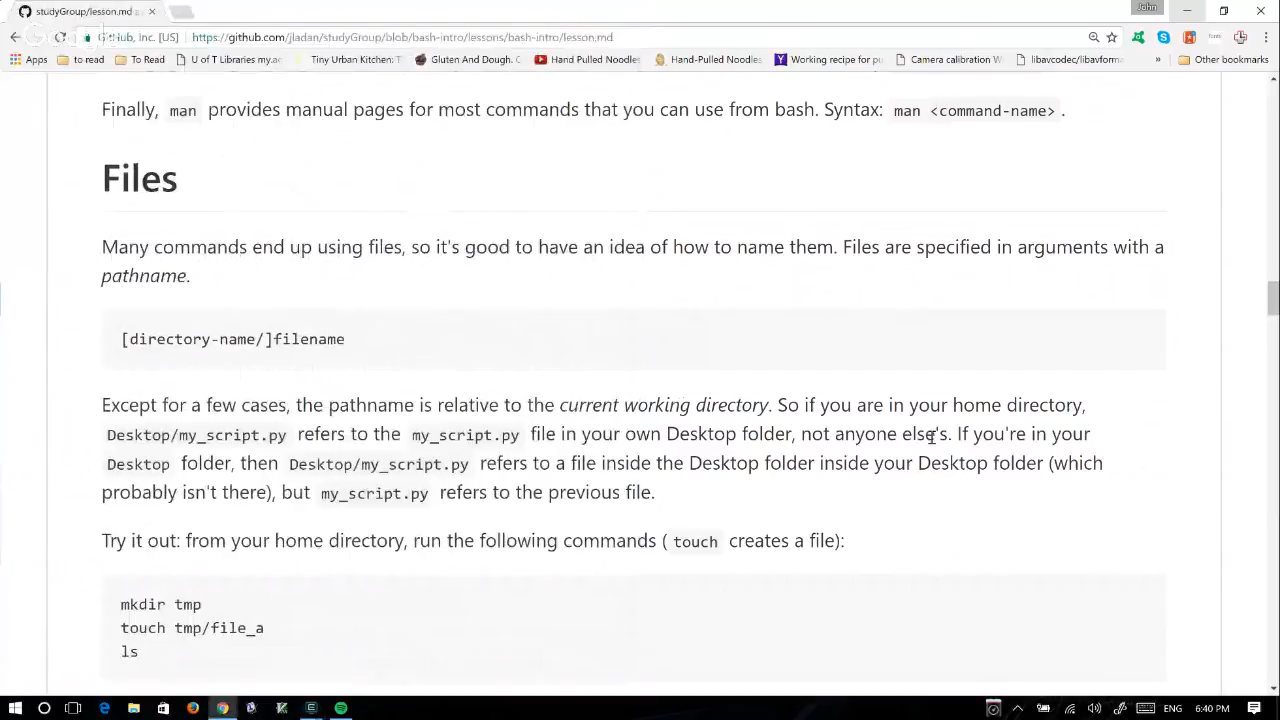 studyGroup/lesson.md
John
GitHub, Inc. [US] https://github.com/jladan/studyGroup/blob/bash-intro/lessons/bash-intro/lesson.md
Apps read To Read U of T Libraries my.ac Tiny Urban Kitchen: Gluten And Dough. C Hand Pulled Noodles Hand-Pulled Noodles Working recipe for pu Camera calibration W libavcodec/libavforma » Other bookmarks
Finally, man provides manual pages for most commands that you can use from bash. Syntax: man <command-name> .
Files
Many commands end up using files, so it's good to have an idea of how to name them. Files are specified in arguments with a
pathname.
[directory-name/]filename
Except for a few cases, the pathname is relative to the current working directory. So if you are in your home directory,
Desktop/my_script.py refers to the my_script.py file in your own Desktop folder, not anyone else's. If you're in your
Desktop folder, then Desktop/my_script.py refers to a file inside the Desktop folder inside your Desktop folder (which
probably isn't there), but my_script.py refers to the previous file.
Try it out: from your home directory, run the following commands ( touch creates a file):
mkdir tmp
touch tmp/file_a
ls
ENG 6:40 PM